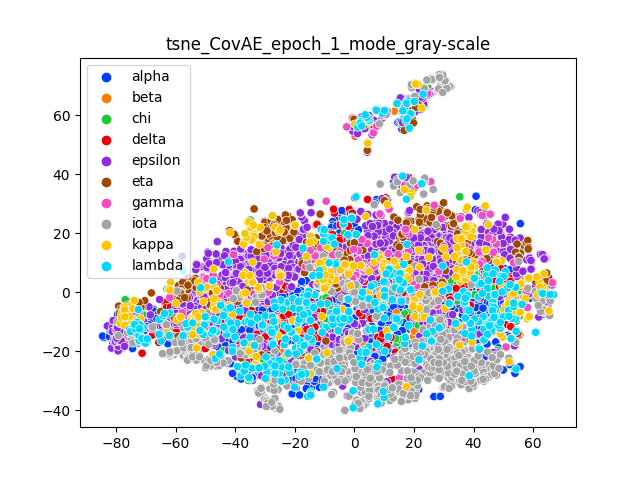 tsne_CovAE_epoch_1_mode_gray-scale
alpha
beta
chi
delta
epsilon
eta
gamma
iota
kappa
lambda
60
40
20
0
−20
−40
−80
−60
−40
−20
0
20
40
60